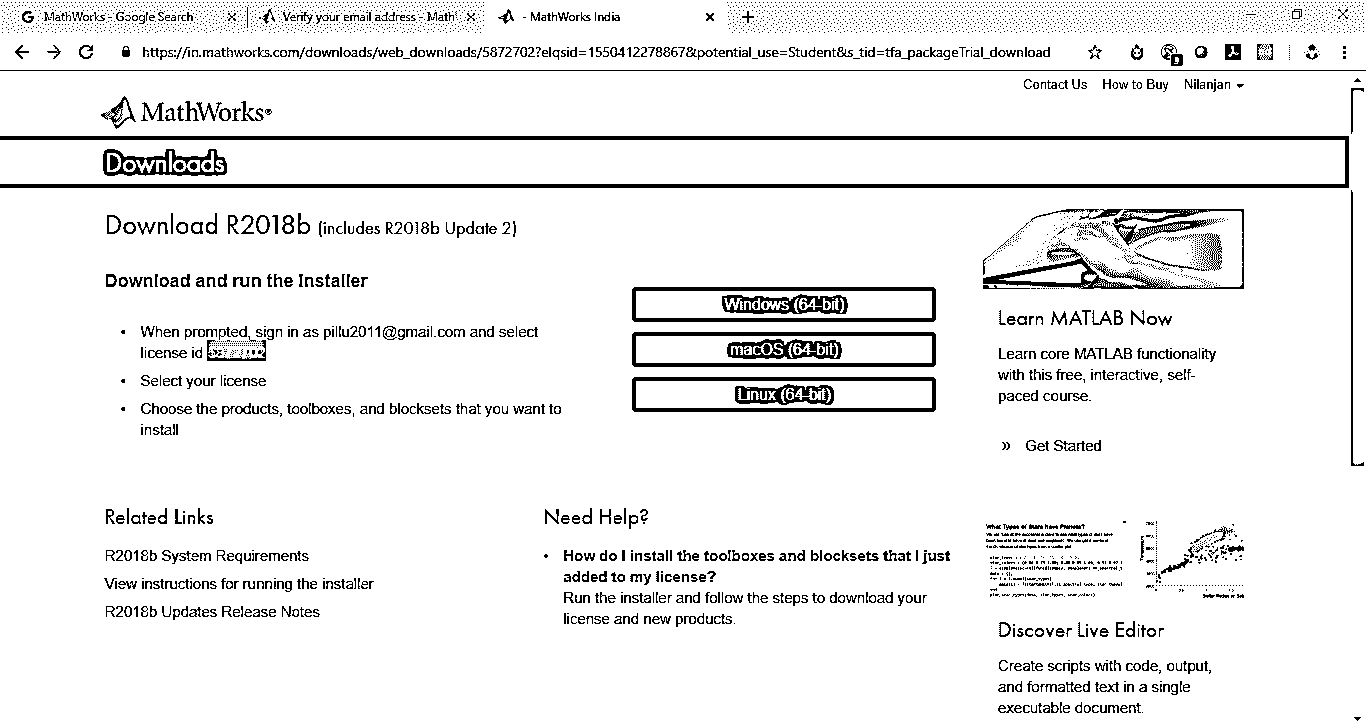 MathWorks - Google Search
Verify your email address - Math
- MathWorks India
https://in.mathworks.com/downloads/web_downloads/5872702?elqsid=1550412278867&potential_use=Student&s_tid=tfa_packageTrial_download
Contact Us How to Buy Nilanjan
MathWorks®
Downloads
Download R2018b (includes R2018b Update 2)
Download and run the Installer
• When prompted, sign in as pillu2011@gmail.com and select
license id
• Select your license
• Choose the products, toolboxes, and blocksets that you want to
install
Windows (64-bit)
macOS (64-bit)
Linux (64-bit)
Learn MATLAB Now
Learn core MATLAB functionality
with this free, interactive, self-
paced course.
» Get Started
Related Links
R2018b System Requirements
View instructions for running the installer
R2018b Updates Release Notes
Need Help?
• How do I install the toolboxes and blocksets that I just
added to my license?
Run the installer and follow the steps to download your
license and new products.
What Types of Stars Have Planets?
Discover Live Editor
Create scripts with code, output,
and formatted text in a single
executable document.